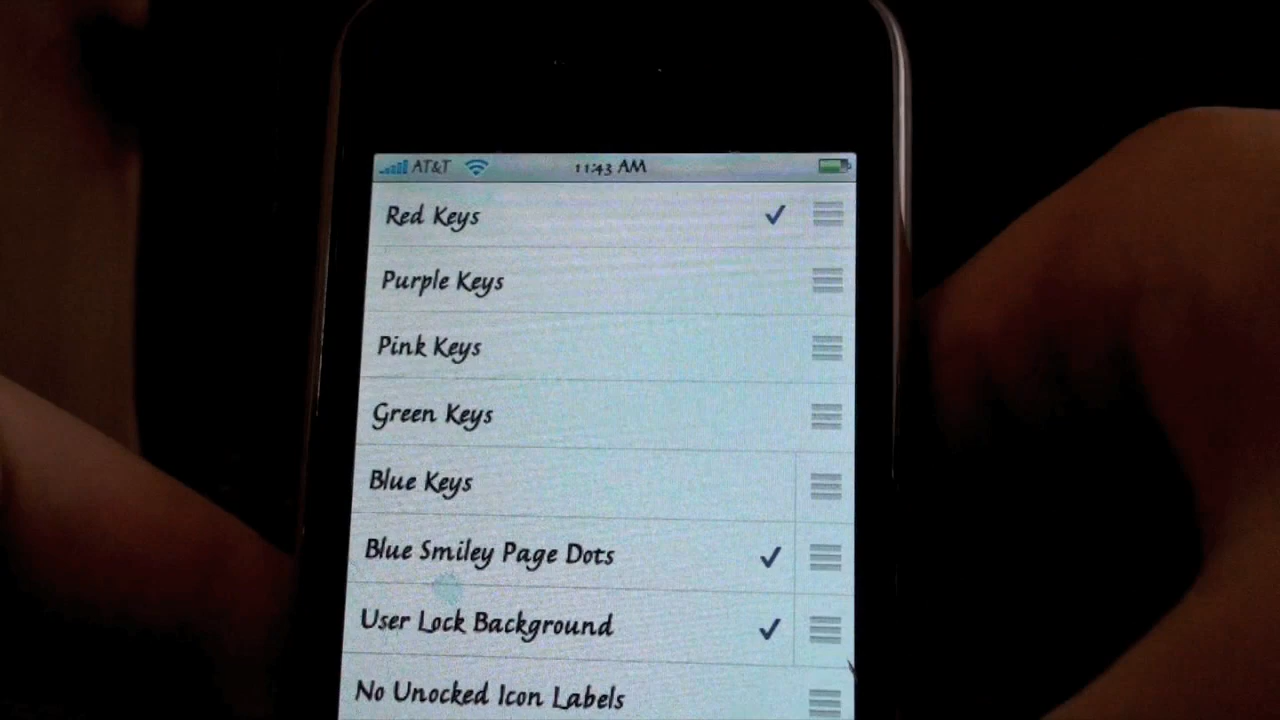 AT&T 11:43 AM
Red Keys
Purple Keys
Pink Keys
Green Keys
Blue Keys
Blue Smiley Page Dots
User Lock Background
No Unocked Icon Labels